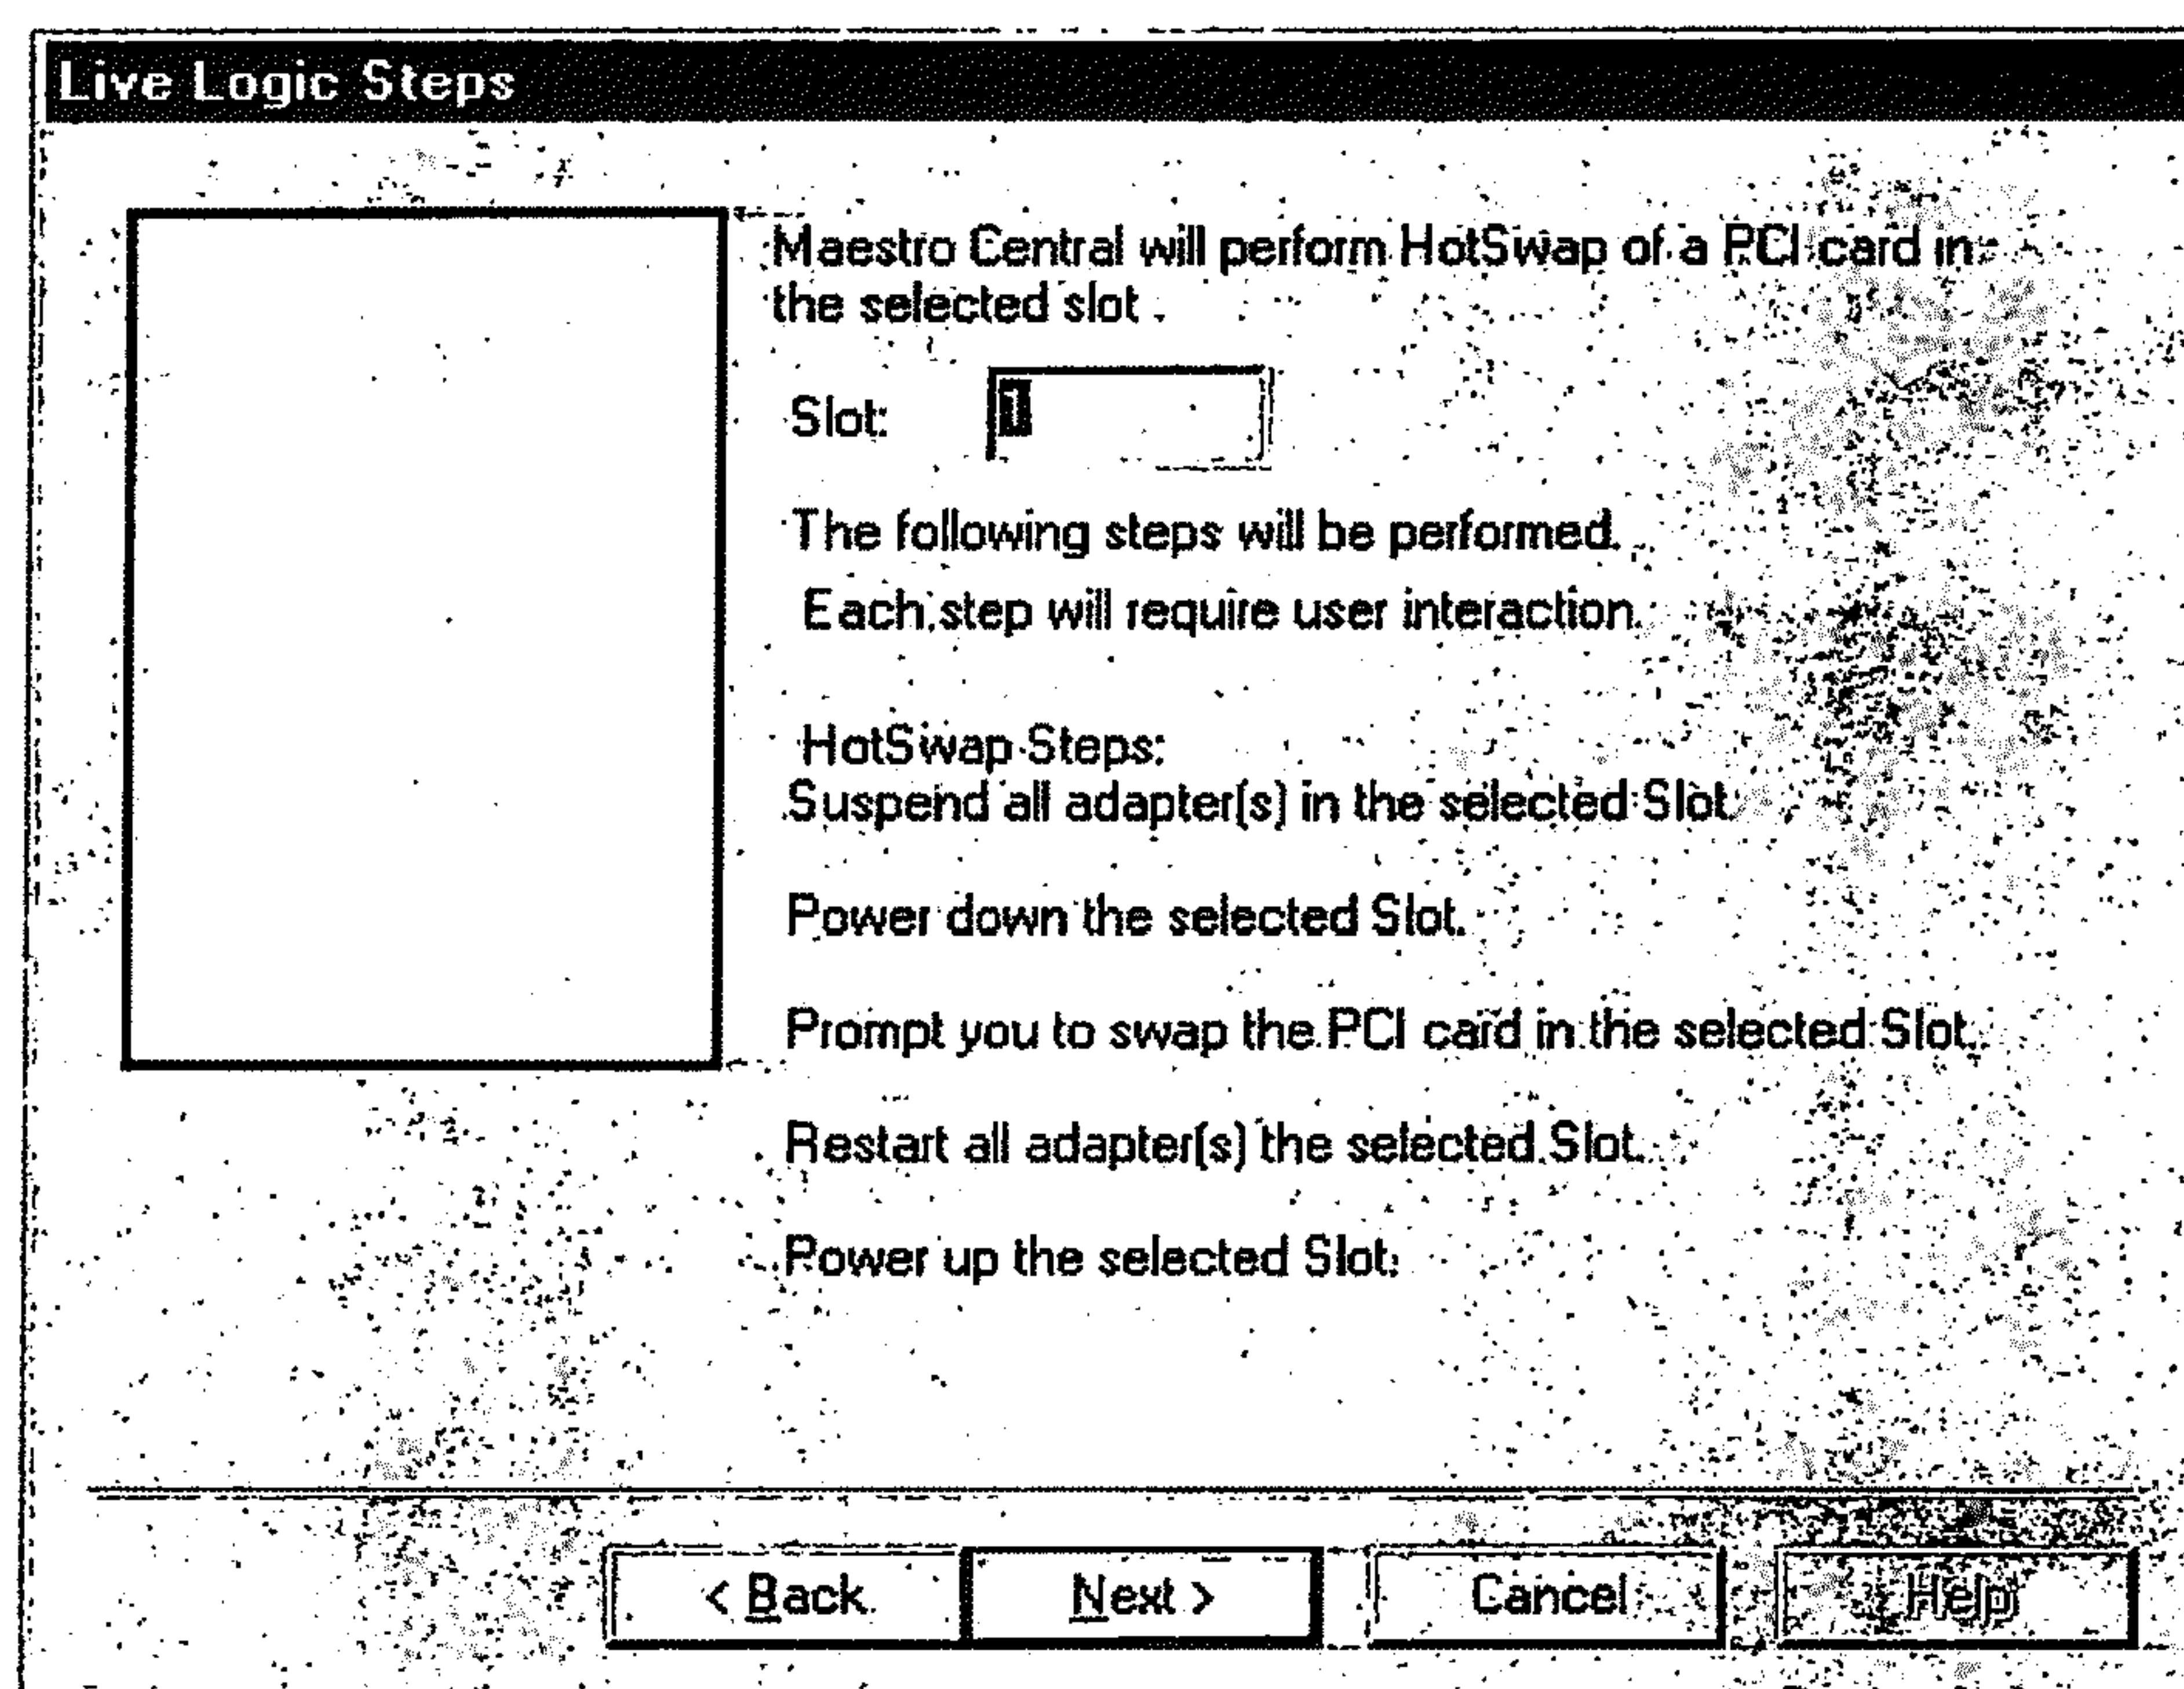 Live Logic Steps
Maestro Central will perform HotSwap of a PCI card in
the selected slot .
Slot: 1
The following steps will be performed.
Each step will require user interaction.
HotSwap Steps:
Suspend all adapter(s) in the selected Slot.
Power down the selected Slot.
Prompt you to swap the PCI card in the selected Slot.
Restart all adapter(s) the selected Slot.
Power up the selected Slot.
< Back Next > Cancel Help